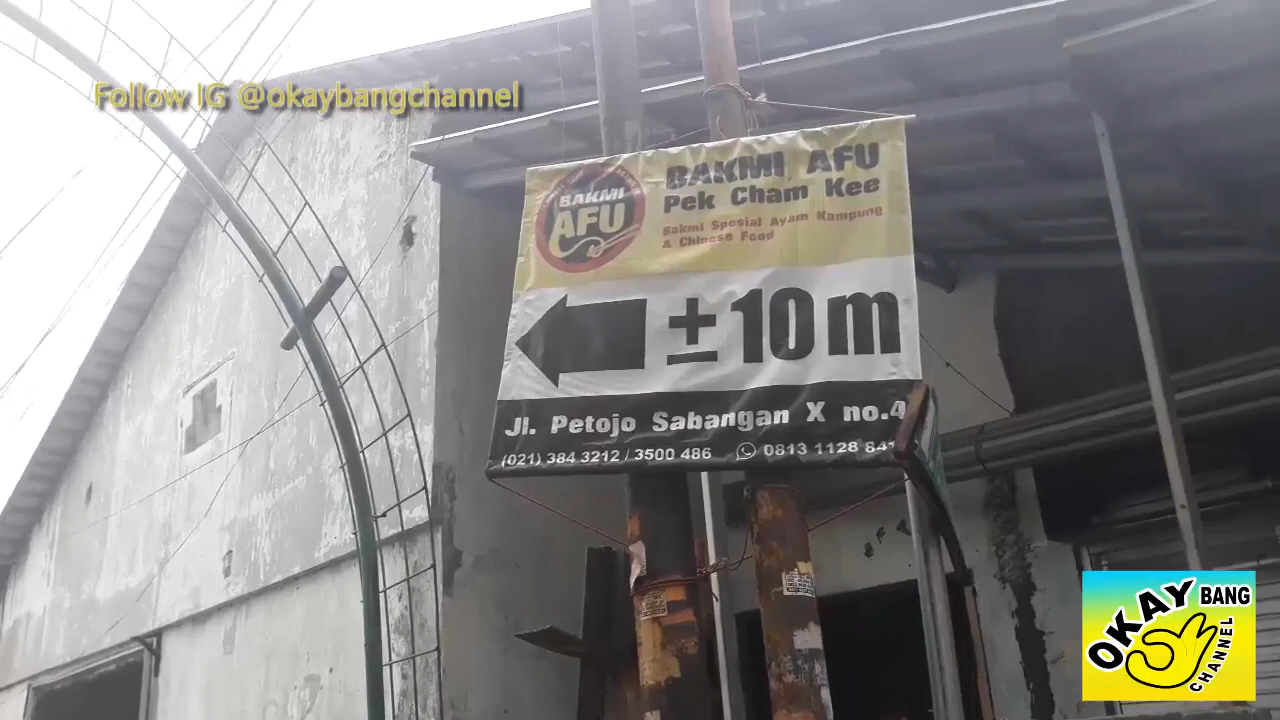 Follow IG @okaybangchannel
BAKMI AFU
Pek Cham Kee
Bakmi Spesial Ayam Kampung
& Chinese Food
BAKMI
AFU
±10m
Jl. Petojo Sabangan X no.4
(021) 384 3212 / 3500 486 0813 1128
OKAY BANG
CHANNEL